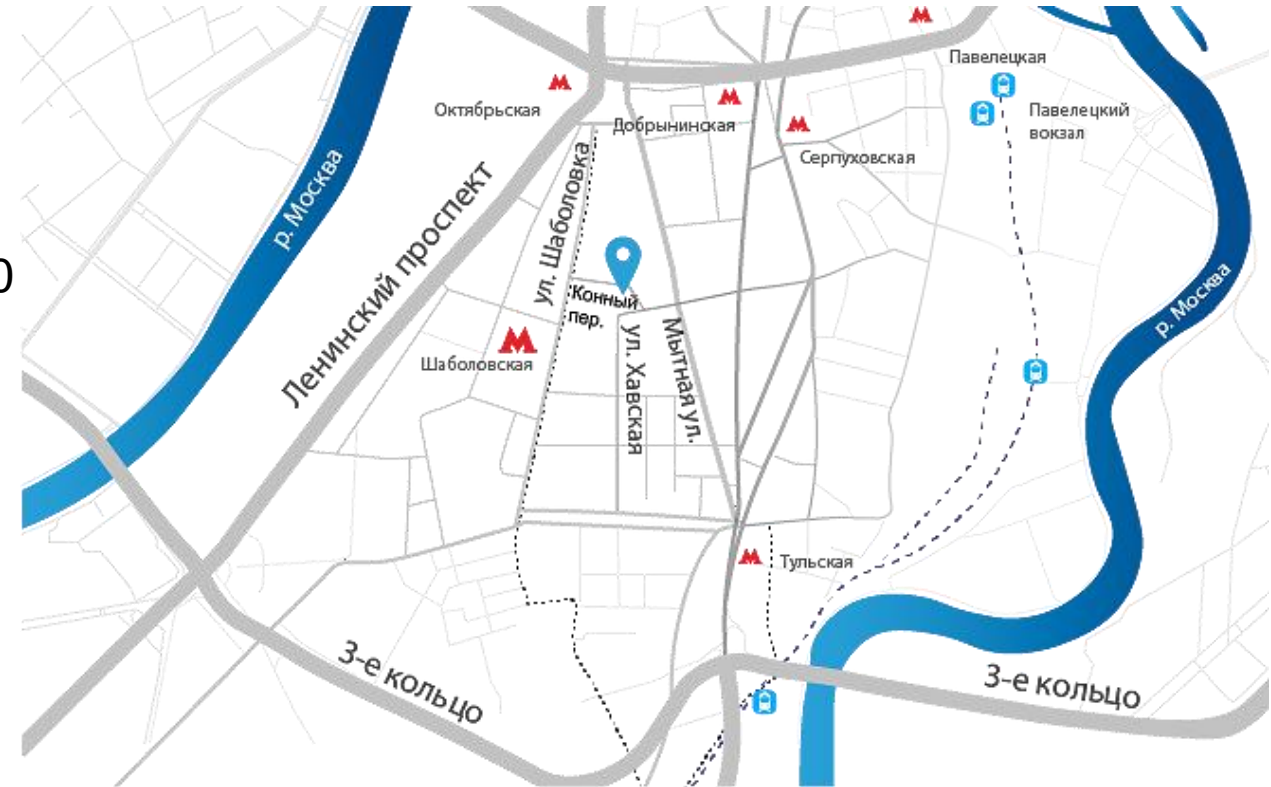 Павелецкая
Октябрьская
Добрынинская
Павелецкий
вокзал
Серпуховская
р. Москва
Ленинский проспект
ул. Шаболовка
0
Конный
пер.
р. Москва
Шаболовская
ул. Хавская
Мытная ул.
Тульская
3-е кольцо
3-е кольцо